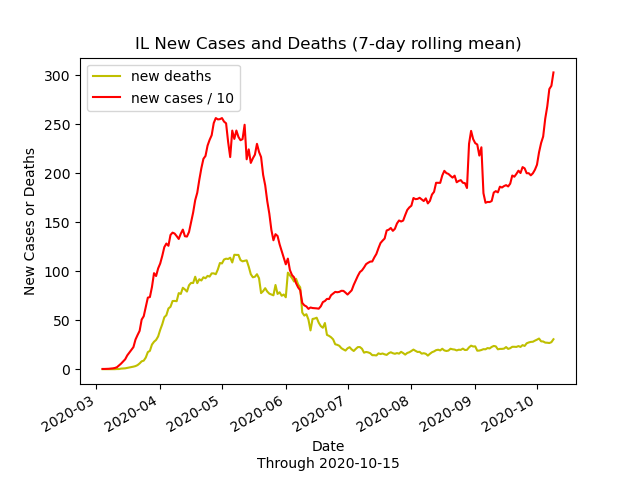 IL New Cases and Deaths (7-day rolling mean)
new deaths
new cases / 10
300
250
200
150
100
50
0
New Cases or Deaths
2020-03
2020-04
2020-05
2020-06
2020-07
2020-08
2020-09
2020-10
Date
Through 2020-10-15